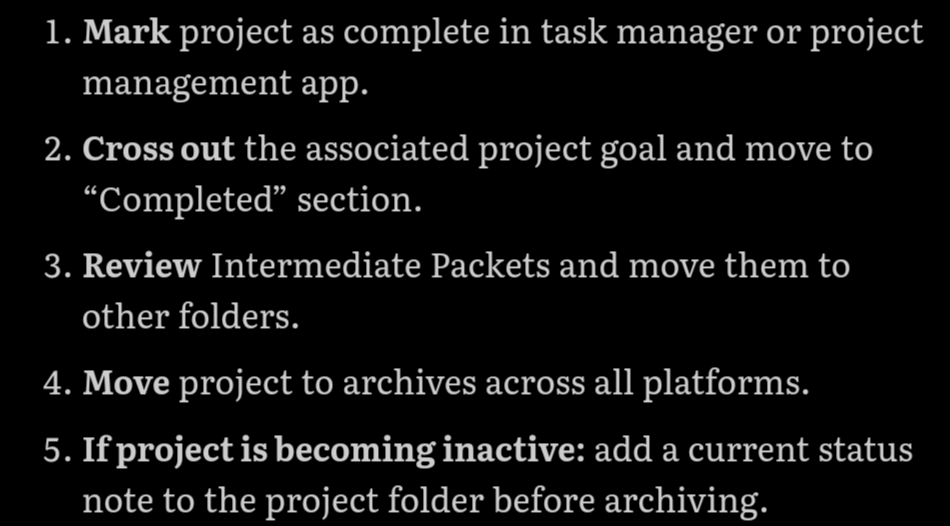 1. Mark project as complete in task manager or project
management app.
2. Cross out the associated project goal and move to
“Completed” section.
3. Review Intermediate Packets and move them to
other folders.
4. Move project to archives across all platforms.
5. If project is becoming inactive: add a current status
note to the project folder before archiving.